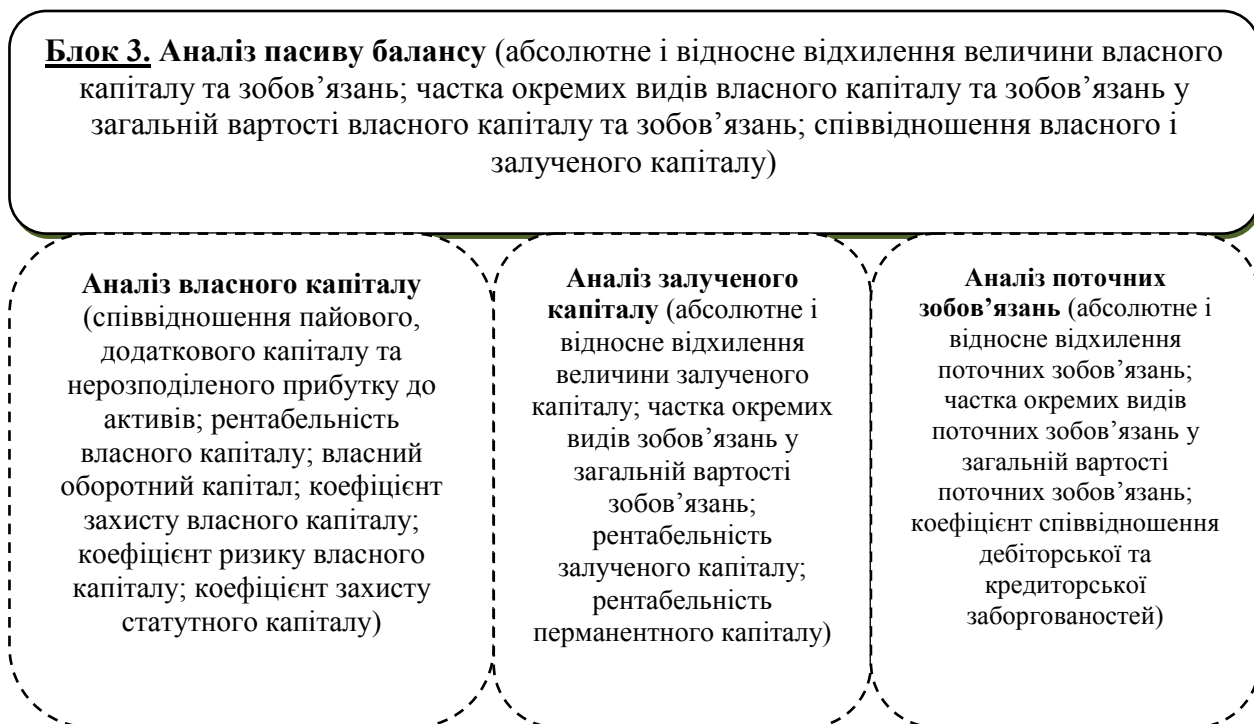 Блок 3. Аналіз пасиву балансу (абсолютне і відносне відхилення величини власного
капіталу та зобов’язань; частка окремих видів власного капіталу та зобов’язань у
загальній вартості власного капіталу та зобов’язань; співвідношення власного і
залученого капіталу)
Аналіз власного капіталу
(співвідношення пайового,
додаткового капіталу та
нерозподіленого прибутку до
активів; рентабельність
власного капіталу; власний
оборотний капітал; коефіцієнт
захисту власного капіталу;
коефіцієнт ризику власного
капіталу; коефіцієнт захисту
статутного капіталу)
Аналіз залученого
капіталу (абсолютне і
відносне відхилення
величини залученого
капіталу; частка окремих
видів зобов’язань у
загальній вартості
зобов’язань;
рентабельність
залученого капіталу;
рентабельність
перманентного капіталу)
Аналіз поточних
зобов’язань (абсолютне і
відносне відхилення
поточних зобов’язань;
частка окремих видів
поточних зобов’язань у
загальній вартості
поточних зобов’язань;
коефіцієнт співвідношення
дебіторської та
кредиторської
заборгованостей)